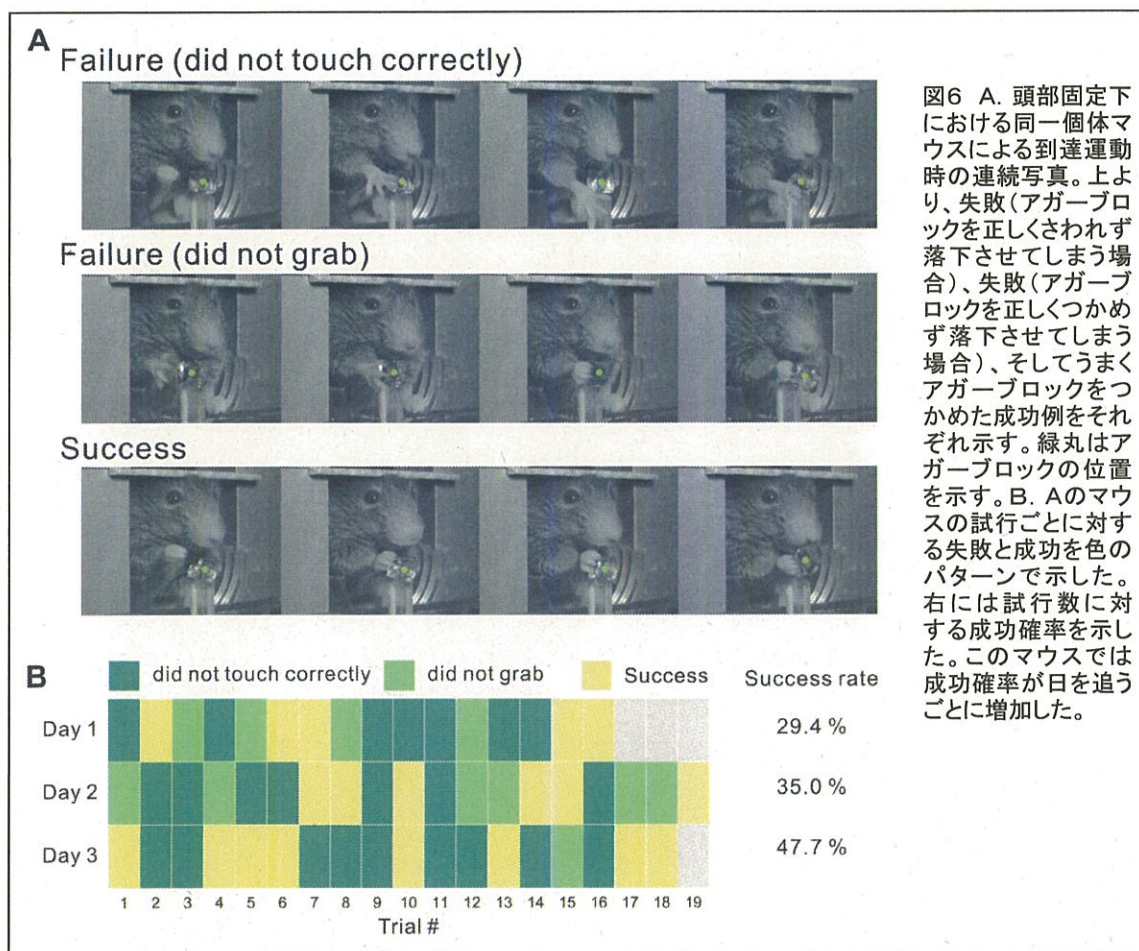 A
Failure (did not touch correctly)
Failure (did not grab)
Success
図6 A. 頭部固定下
における同一個体マ
ウスによる到達運動
時の連続写真。上よ
り、失敗(アガーブロ
ックを正しくさわれず
落下させてしまう場
合)、失敗(アガーブ
ロックを正しくつかめ
ず落下させてしまう
場合)、そしてうまく
アガーブロックをつ
かめた成功例をそれ
ぞれ示す。緑丸はア
ガーブロックの位置
を示す。B. Aのマウ
スの試行ごとに対す
る失敗と成功を色の
パターンで示した。
右には試行数に対
する成功確率を示し
た。このマウスでは
成功確率が日を追う
ごとに増加した。
B
did not touch correctly did not grab Success Success rate
Day 1 29.4 %
Day 2 35.0 %
Day 3 47.7 %
1 2 3 4 5 6 7 8 9 10 11 12 13 14 15 16 17 18 19
Trial #